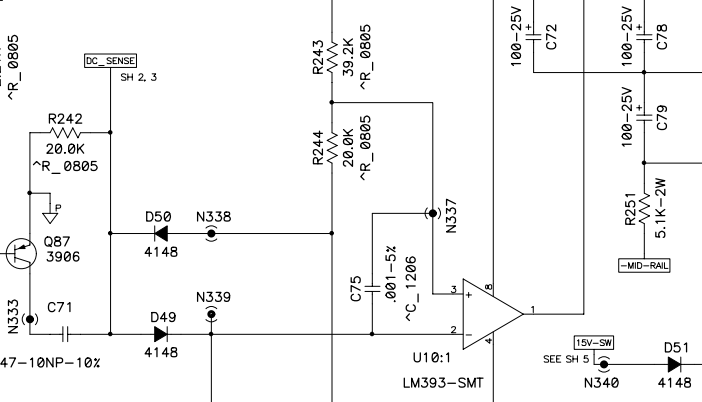 ^R_0805
DC_SENSE
SH 2, 3
R242
20.0K
^R_0805
P
Q87
3906
N333
C71
47-10NP-10%
D50
4148
N338
D49
4148
N339
R243
39.2K
^R_0805
R244
20.0K
^R_0805
N337
C75
.001-5%
^C_1206
3
+
2
-
8
4
1
U10:1
LM393-SMT
100-25V
+
C72
100-25V
+
C78
100-25V
+
C79
R251
5.1K-2W
-MID-RAIL
15V-SW
SEE SH 5
N340
D51
4148